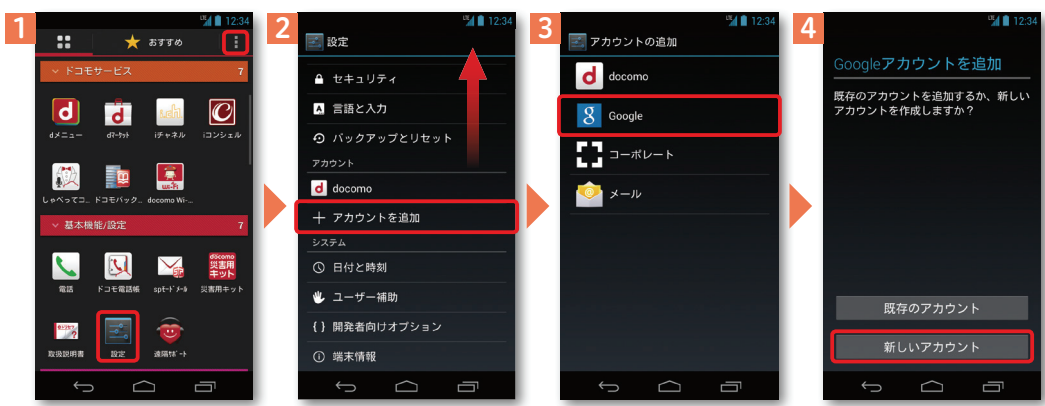 1
LTE 12:34
おすすめ
ドコモサービス 7
dメニュー
dマーケット
iチャネル
iコンシェル
しゃべってコ..
ドコモバック..
docomo Wi-..
基本機能/設定 7
電話
ドコモ電話帳
spモードメール
災害用キット
docomo
災害用
キット
取扱説明書
設定
遠隔サポート
2
LTE 12:34
設定
セキュリティ
A 言語と入力
バックアップとリセット
アカウント
d docomo
+ アカウントを追加
システム
日付と時刻
ユーザー補助
{ } 開発者向けオプション
端末情報
3
LTE 12:34
アカウントの追加
d docomo
8 Google
コーポレート
メール
4
LTE 12:34
Googleアカウントを追加
既存のアカウントを追加するか、新しい
アカウントを作成しますか？
既存のアカウント
新しいアカウント